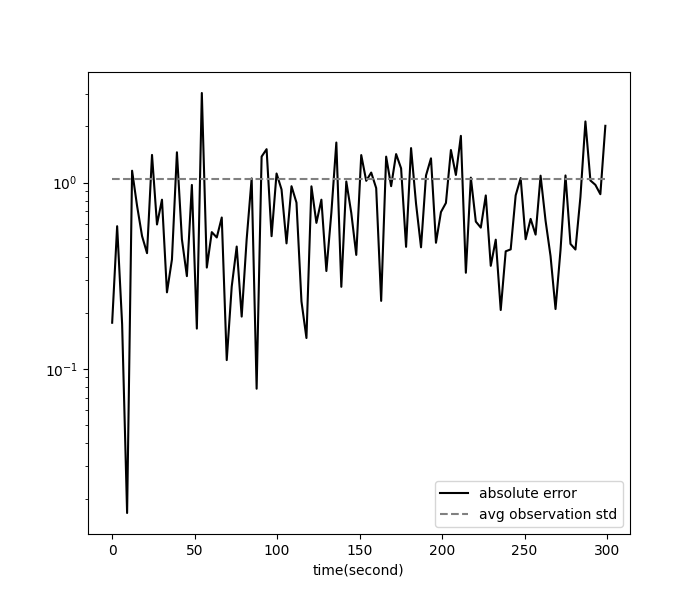 10⁰
10⁻¹
absolute error
avg observation std
0 50 100 150 200 250 300
time(second)